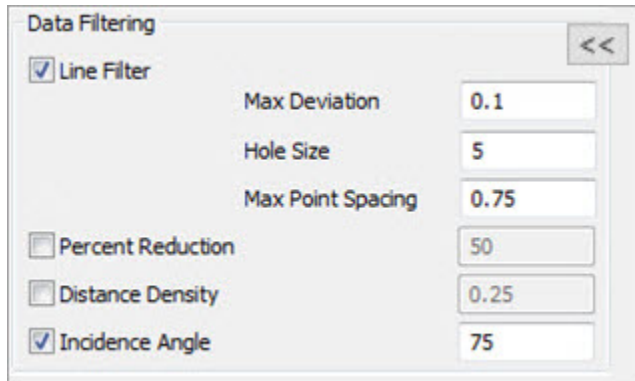 Data Filtering
<<
Line Filter
Max Deviation 0.1
Hole Size 5
Max Point Spacing 0.75
Percent Reduction 50
Distance Density 0.25
Incidence Angle 75